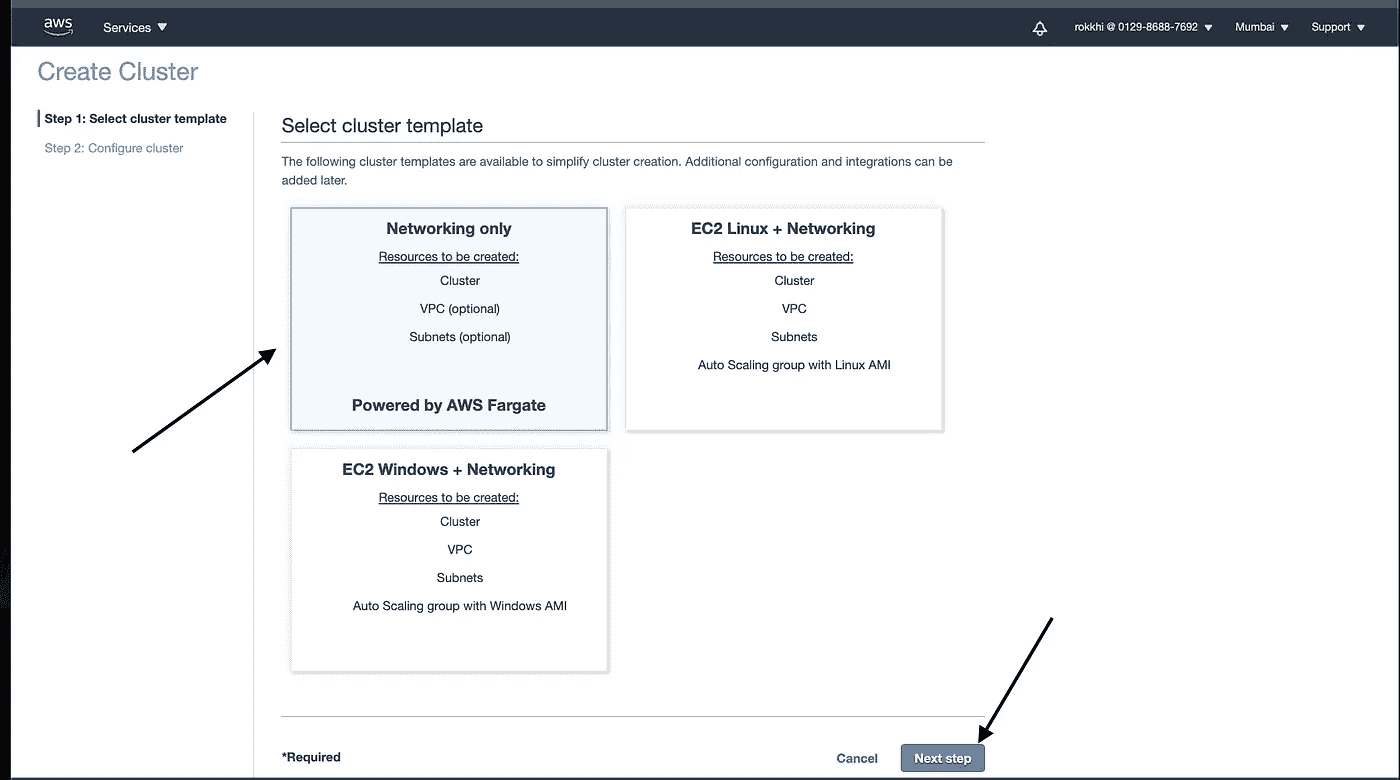 aws Services rokkhi @ 0129-8688-7692 Mumbai Support
Create Cluster
Step 1: Select cluster template
Step 2: Configure cluster
Select cluster template
The following cluster templates are available to simplify cluster creation. Additional configuration and integrations can be
added later.
Networking only
Resources to be created:
Cluster
VPC (optional)
Subnets (optional)
Powered by AWS Fargate
EC2 Linux + Networking
Resources to be created:
Cluster
VPC
Subnets
Auto Scaling group with Linux AMI
EC2 Windows + Networking
Resources to be created:
Cluster
VPC
Subnets
Auto Scaling group with Windows AMI
*Required Cancel Next step